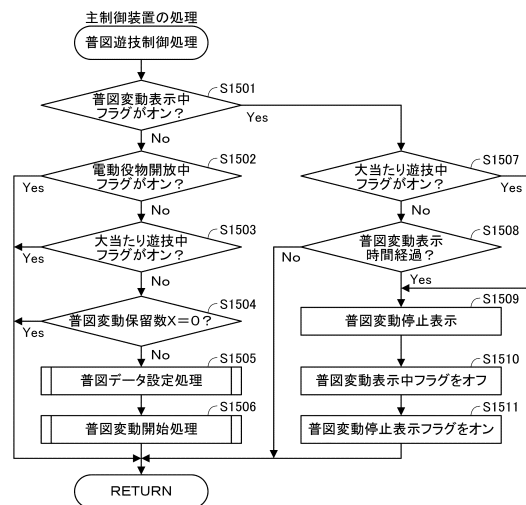 主制御装置の処理
普図遊技制御処理
S1501
普図変動表示中
フラグがオン？
Yes
No
S1502
電動役物開放中
フラグがオン？
Yes
No
S1503
大当たり遊技中
フラグがオン？
Yes
No
S1504
普図変動保留数X＝0？
Yes
No
S1505
普図データ設定処理
S1506
普図変動開始処理
S1507
大当たり遊技中
フラグがオン？
Yes
No
S1508
普図変動表示
時間経過？
No
Yes
S1509
普図変動停止表示
S1510
普図変動表示中フラグをオフ
S1511
普図変動停止表示フラグをオン
RETURN